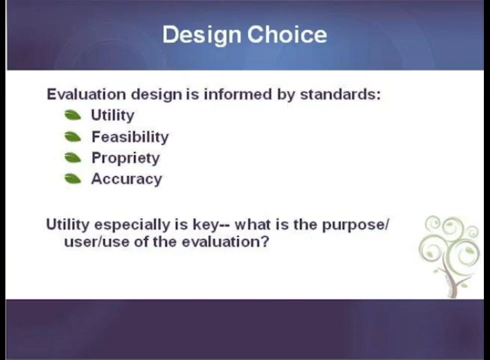 Design Choice
Evaluation design is informed by standards:
Utility
Feasibility
Propriety
Accuracy
Utility especially is key-- what is the purpose/
user/use of the evaluation?